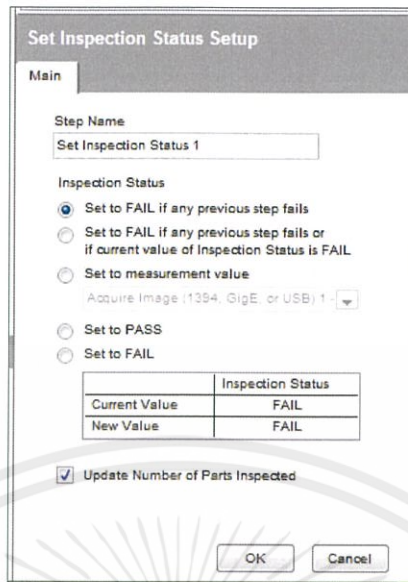 Set Inspection Status Setup
Main
Step Name
Set Inspection Status 1
Inspection Status
Set to FAIL if any previous step fails
Set to FAIL if any previous step fails or
if current value of Inspection Status is FAIL
Set to measurement value
Acquire Image (1394, GigE, or USB) 1 -
Set to PASS
Set to FAIL
Inspection Status
Current Value FAIL
New Value FAIL
Update Number of Parts Inspected
OK Cancel